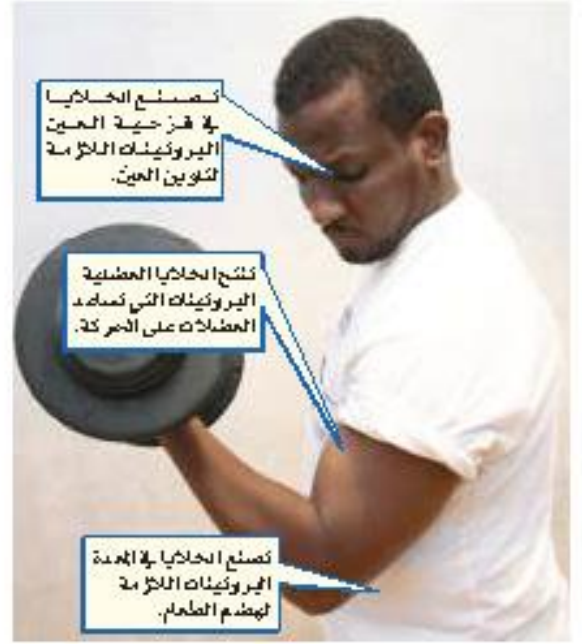 تصنع الخلايا
في قزحية العين
البروتينات اللازمة
لتلوين العين.
تنتج الخلايا العضلية
البروتينات التي تساعد
العضلات على الحركة.
تصنع الخلايا في المعدة
البروتينات اللازمة
لهضم الطعام.